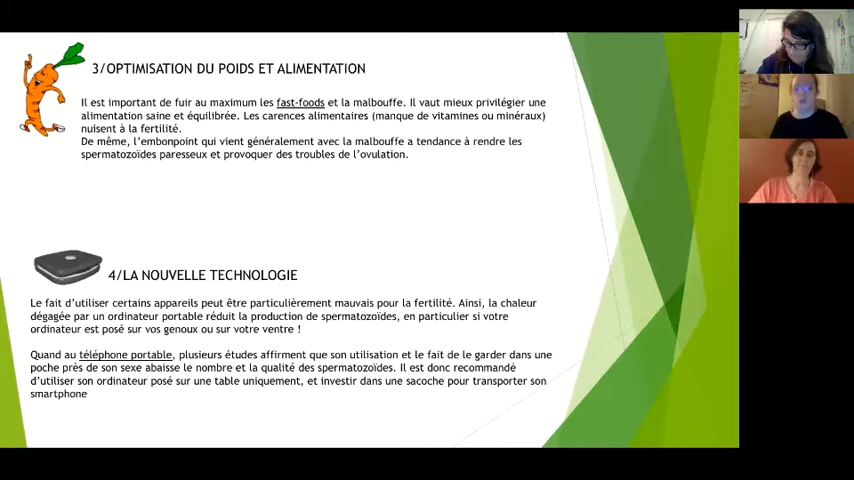 3/OPTIMISATION DU POIDS ET ALIMENTATION
Il est important de fuir au maximum les fast-foods et la malbouffe. Il vaut mieux privilégier une
alimentation saine et équilibrée. Les carences alimentaires (manque de vitamines ou minéraux)
nuisent à la fertilité.
De même, l'embonpoint qui vient généralement avec la malbouffe a tendance à rendre les
spermatozoïdes paresseux et provoquer des troubles de l'ovulation.
4/LA NOUVELLE TECHNOLOGIE
Le fait d'utiliser certains appareils peut être particulièrement mauvais pour la fertilité. Ainsi, la chaleur
dégagée par un ordinateur portable réduit la production de spermatozoïdes, en particulier si votre
ordinateur est posé sur vos genoux ou sur votre ventre !
Quand au téléphone portable, plusieurs études affirment que son utilisation et le fait de le garder dans une
poche près de son sexe abaisse le nombre et la qualité des spermatozoïdes. Il est donc recommandé
d'utiliser son ordinateur posé sur une table uniquement, et investir dans une sacoche pour transporter son
smartphone